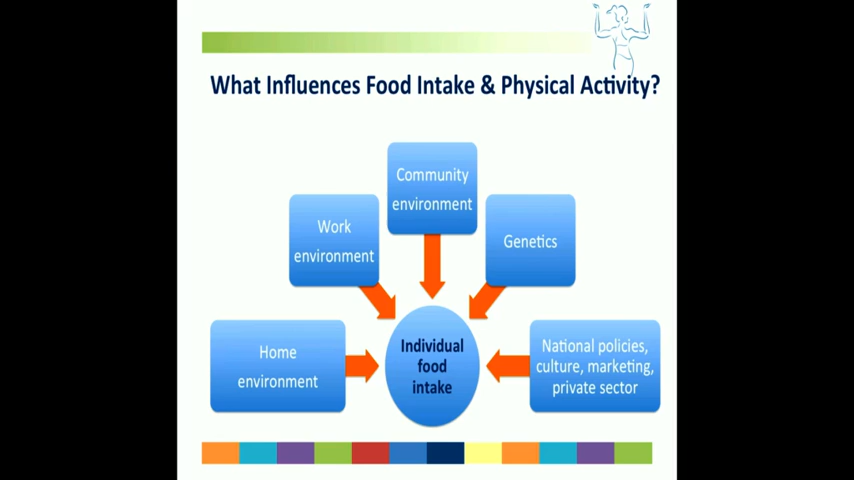 What Influences Food Intake & Physical Activity?
Community
environment
Work
environment
Genetics
Home
environment
Individual
food
intake
National policies,
culture, marketing,
private sector